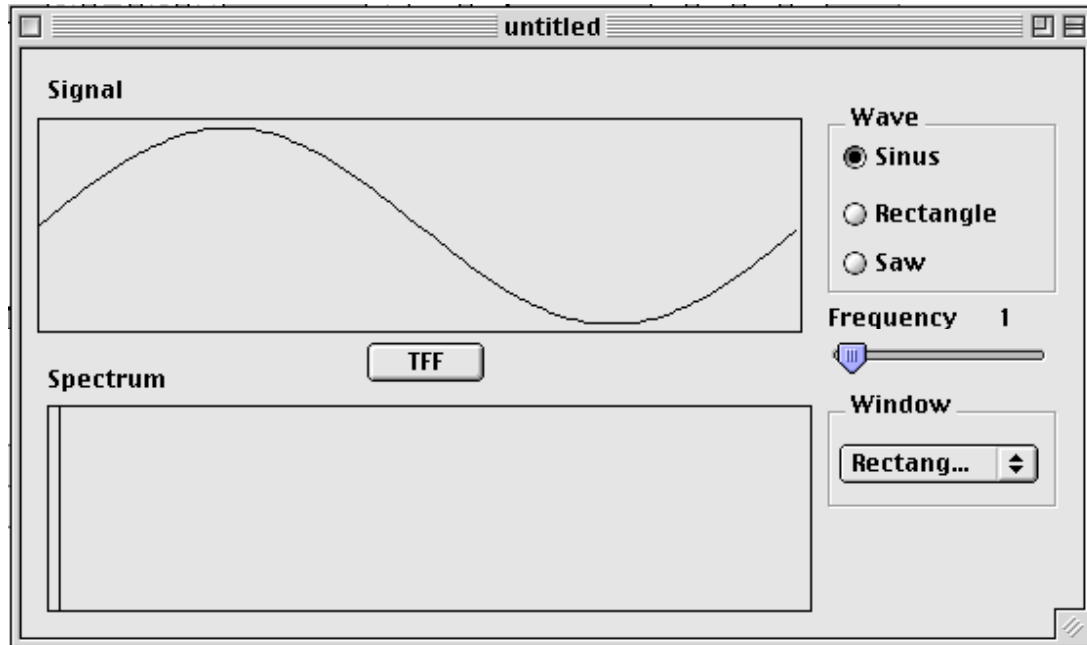 untitled
Signal
Wave
Sinus
Rectangle
Saw
Frequency 1
TFF
Spectrum
Window
Rectang...